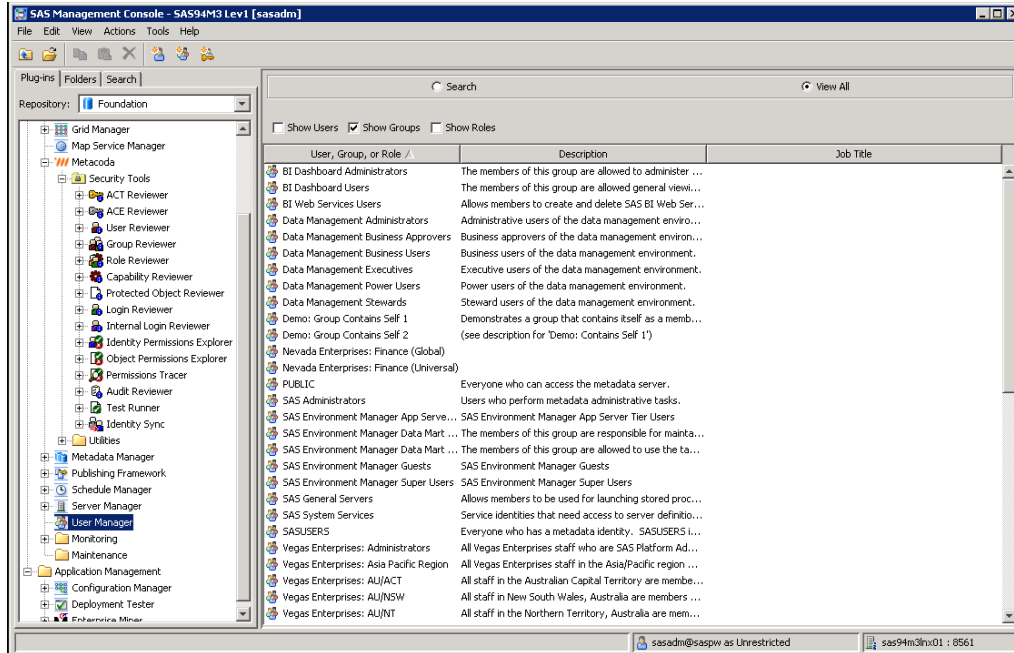 SAS Management Console - SAS94M3 Lev1 [sasadm]
File Edit View Actions Tools Help
Plug-ins Folders Search
Repository: Foundation
Grid Manager
Map Service Manager
Metacoda
Security Tools
ACT Reviewer
ACE Reviewer
User Reviewer
Group Reviewer
Role Reviewer
Capability Reviewer
Protected Object Reviewer
Login Reviewer
Internal Login Reviewer
Identity Permissions Explorer
Object Permissions Explorer
Permissions Tracer
Audit Reviewer
Test Runner
Identity Sync
Utilities
Metadata Manager
Publishing Framework
Schedule Manager
Server Manager
User Manager
Monitoring
Maintenance
Application Management
Configuration Manager
Deployment Tester
Enterprise Miner
Search View All
Show Users Show Groups Show Roles
User, Group, or Role Description Job Title
BI Dashboard Administrators The members of this group are allowed to administer ...
BI Dashboard Users The members of this group are allowed general viewi...
BI Web Services Users Allows members to create and delete SAS BI Web Ser...
Data Management Administrators Administrative users of the data management enviro...
Data Management Business Approvers Business approvers of the data management environ...
Data Management Business Users Business users of the data management environment.
Data Management Executives Executive users of the data management environment.
Data Management Power Users Power users of the data management environment.
Data Management Stewards Steward users of the data management environment.
Demo: Group Contains Self 1 Demonstrates a group that contains itself as a memb...
Demo: Group Contains Self 2 (see description for 'Demo: Contains Self 1')
Nevada Enterprises: Finance (Global)
Nevada Enterprises: Finance (Universal)
PUBLIC Everyone who can access the metadata server.
SAS Administrators Users who perform metadata administrative tasks.
SAS Environment Manager App Serve... SAS Environment Manager App Server Tier Users
SAS Environment Manager Data Mart ... The members of this group are responsible for mainta...
SAS Environment Manager Data Mart ... The members of this group are allowed to use the ta...
SAS Environment Manager Guests SAS Environment Manager Guests
SAS Environment Manager Super Users SAS Environment Manager Super Users
SAS General Servers Allows members to be used for launching stored proc...
SAS System Services Service identities that need access to server definitio...
SASUSERS Everyone who has a metadata identity. SASUSERS i...
Vegas Enterprises: Administrators All Vegas Enterprises staff who are SAS Platform Ad...
Vegas Enterprises: Asia Pacific Region All Vegas Enterprises staff in the Asia/Pacific region ...
Vegas Enterprises: AU/ACT All staff in the Australian Capital Territory are membe...
Vegas Enterprises: AU/NSW All staff in New South Wales, Australia are members ...
Vegas Enterprises: AU/NT All staff in the Northern Territory, Australia are mem...
sasadm@saspw as Unrestricted sas94m3lnx01 : 8561